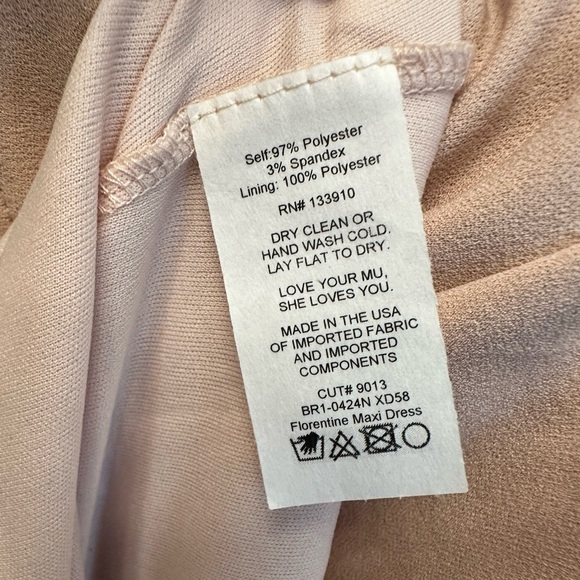 Self:97% Polyester
3% Spandex
Lining: 100% Polyester
RN# 133910
DRY CLEAN OR
HAND WASH COLD.
LAY FLAT TO DRY.
LOVE YOUR MU,
SHE LOVES YOU.
MADE IN THE USA
OF IMPORTED FABRIC
AND IMPORTED
COMPONENTS
CUT# 9013
BR1-0424N XD58
Florentine Maxi Dress